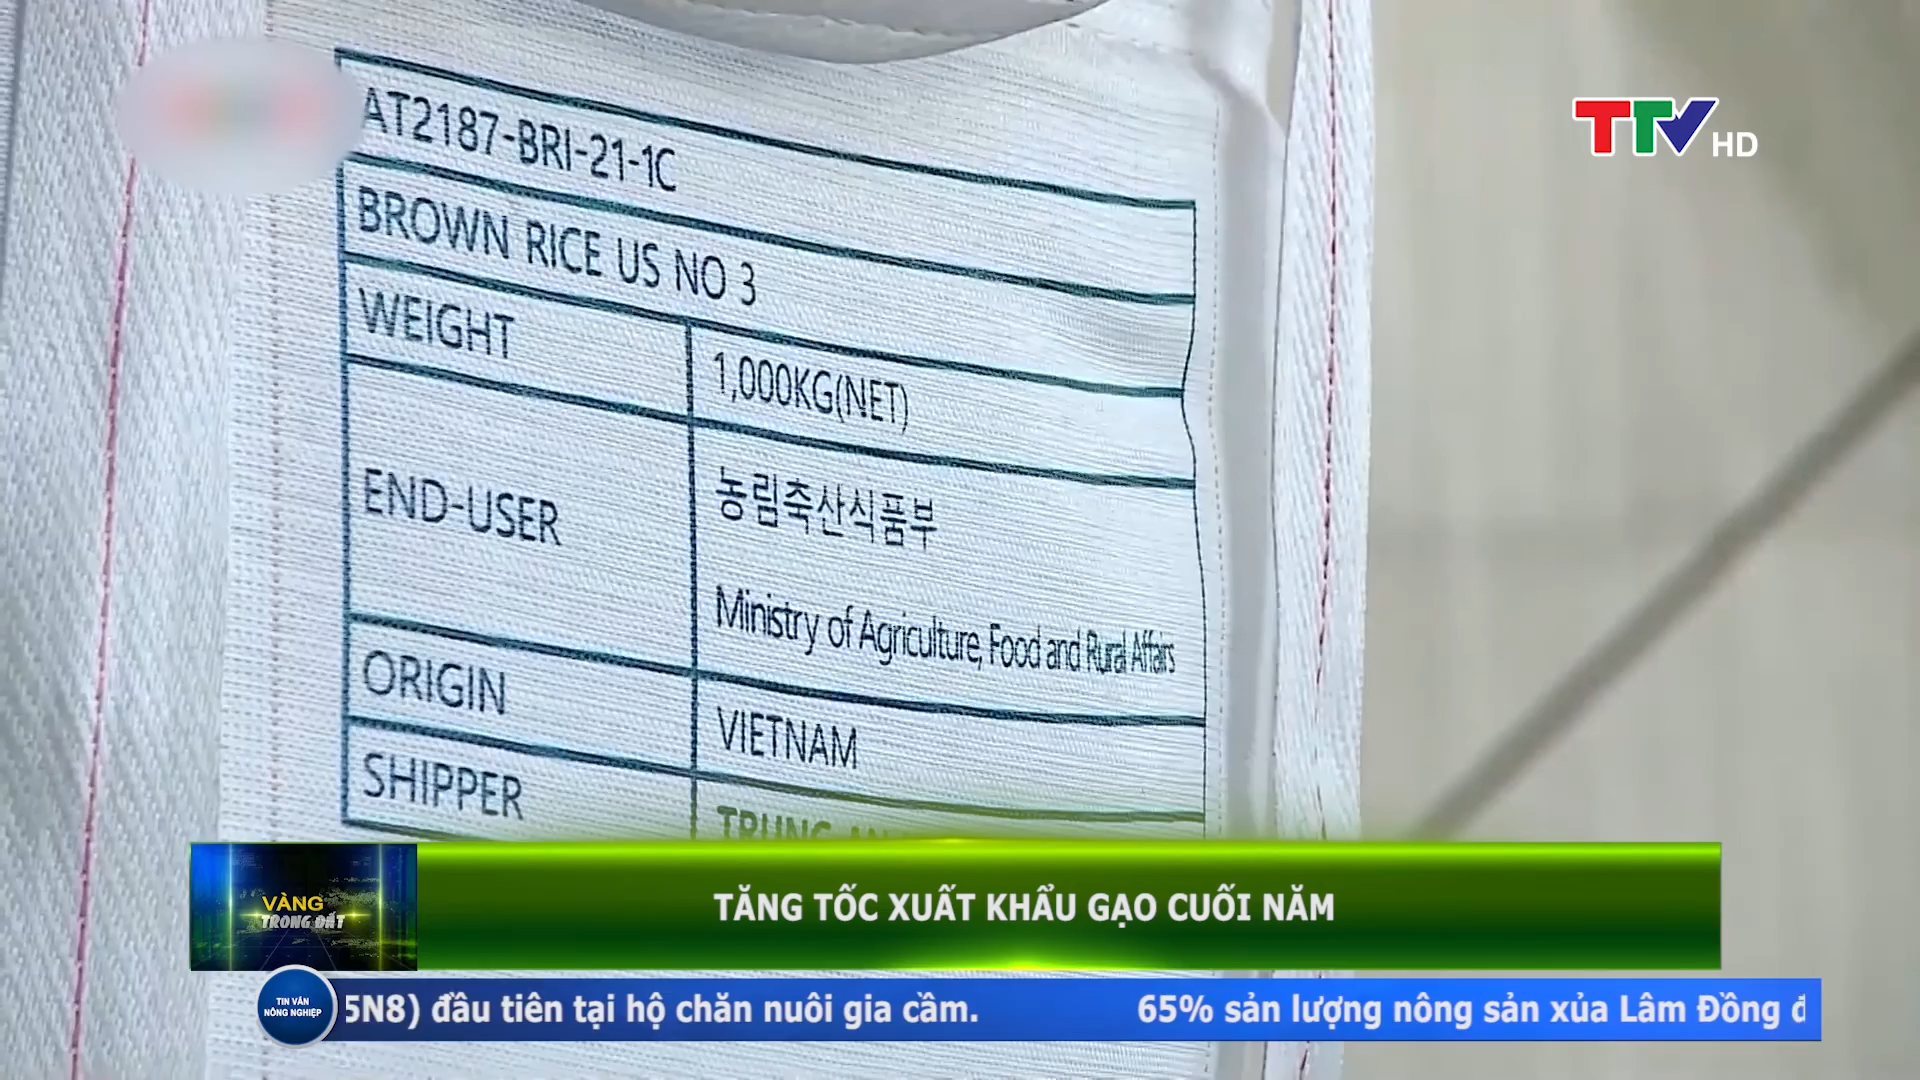 TTV HD
AT2187-BRI-21-1C
BROWN RICE US NO 3
WEIGHT 1,000KG(NET)
END-USER 농림축산식품부
Ministry of Agriculture, Food and Rural Affairs
ORIGIN VIETNAM
SHIPPER TRUNG AN
VÀNG
TRONG ĐẤT
TĂNG TỐC XUẤT KHẨU GẠO CUỐI NĂM
TIN VẮN
NÔNG NGHIỆP
5N8) đầu tiên tại hộ chăn nuôi gia cầm. 65% sản lượng nông sản xủa Lâm Đồng đ